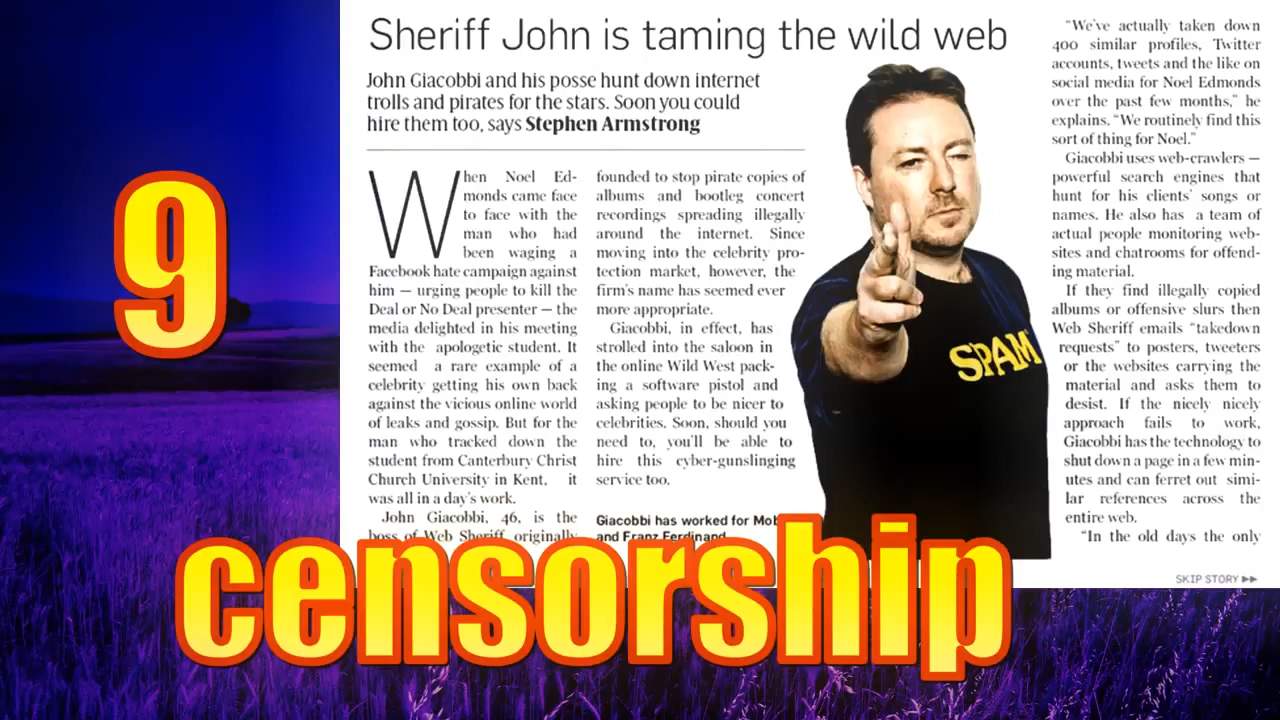 Sheriff John is taming the wild web
John Giacobbi and his posse hunt down internet
trolls and pirates for the stars. Soon you could
hire them too, says Stephen Armstrong
When Noel Ed-
monds came face
to face with the
man who had
been waging a
Facebook hate campaign against
him — urging people to kill the
Deal or No Deal presenter — the
media delighted in his meeting
with the apologetic student. It
seemed a rare example of a
celebrity getting his own back
against the vicious online world
of leaks and gossip. But for the
man who tracked down the
student from Canterbury Christ
Church University in Kent, it
was all in a day's work.
John Giacobbi, 46, is the
boss of Web Sheriff, originally
founded to stop pirate copies of
albums and bootleg concert
recordings spreading illegally
around the internet. Since
moving into the celebrity pro-
tection market, however, the
firm's name has seemed ever
more appropriate.
Giacobbi, in effect, has
strolled into the saloon in
the online Wild West pack-
ing a software pistol and
asking people to be nicer to
celebrities. Soon, should you
need to, you'll be able to
hire this cyber-gunslinging
service too.
Giacobbi has worked for Mob
and Franz Ferdinand
SPAM
"We've actually taken down
400 similar profiles, Twitter
accounts, tweets and the like on
social media for Noel Edmonds
over the past few months," he
explains. "We routinely find this
sort of thing for Noel."
Giacobbi uses web-crawlers —
powerful search engines that
hunt for his clients' songs or
names. He also has a team of
actual people monitoring web-
sites and chatrooms for offend-
ing material.
If they find illegally copied
albums or offensive slurs then
Web Sheriff emails "takedown
requests" to posters, tweeters
or the websites carrying the
material and asks them to
desist. If the nicely nicely
approach fails to work,
Giacobbi has the technology to
shut down a page in a few min-
utes and can ferret out simi-
lar references across the
entire web.
"In the old days the only
SKIP STORY ▶▶
9
censorship